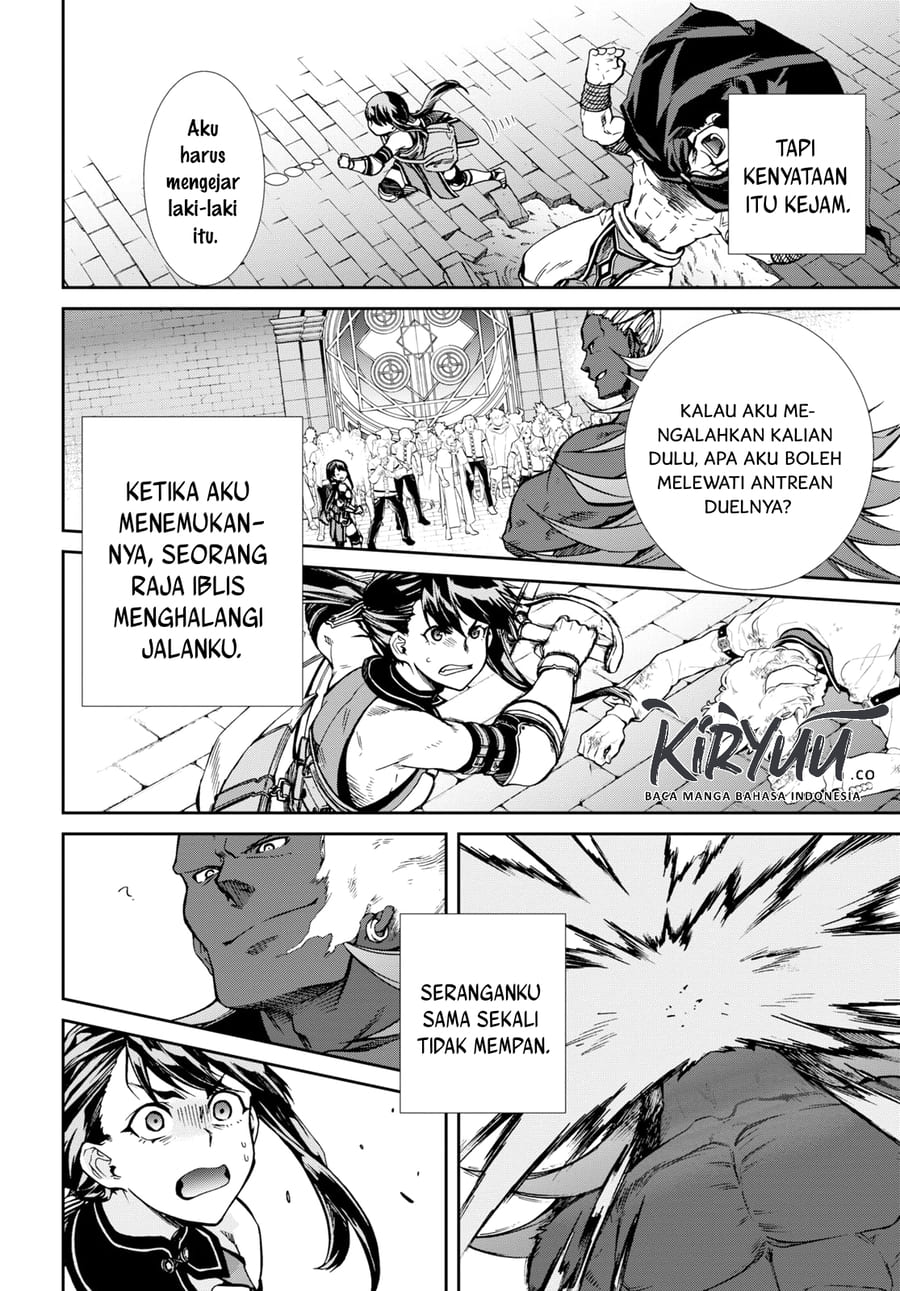 TAPI
KENYATAAN
ITU KEJAM.
Aku
harus
mengejar
laki-laki
itu.
KALAU AKU ME-
NGALAHKAN KALIAN
DULU, APA AKU BOLEH
MELEWATI ANTREAN
DUELNYA?
KETIKA AKU
MENEMUKAN-
NYA, SEORANG
RAJA IBLIS
MENGHALANGI
JALANKU.
KiRYUU.CO
BACA MANGA BAHASA INDONESIA
SERANGANKU
SAMA SEKALI
TIDAK MEMPAN.